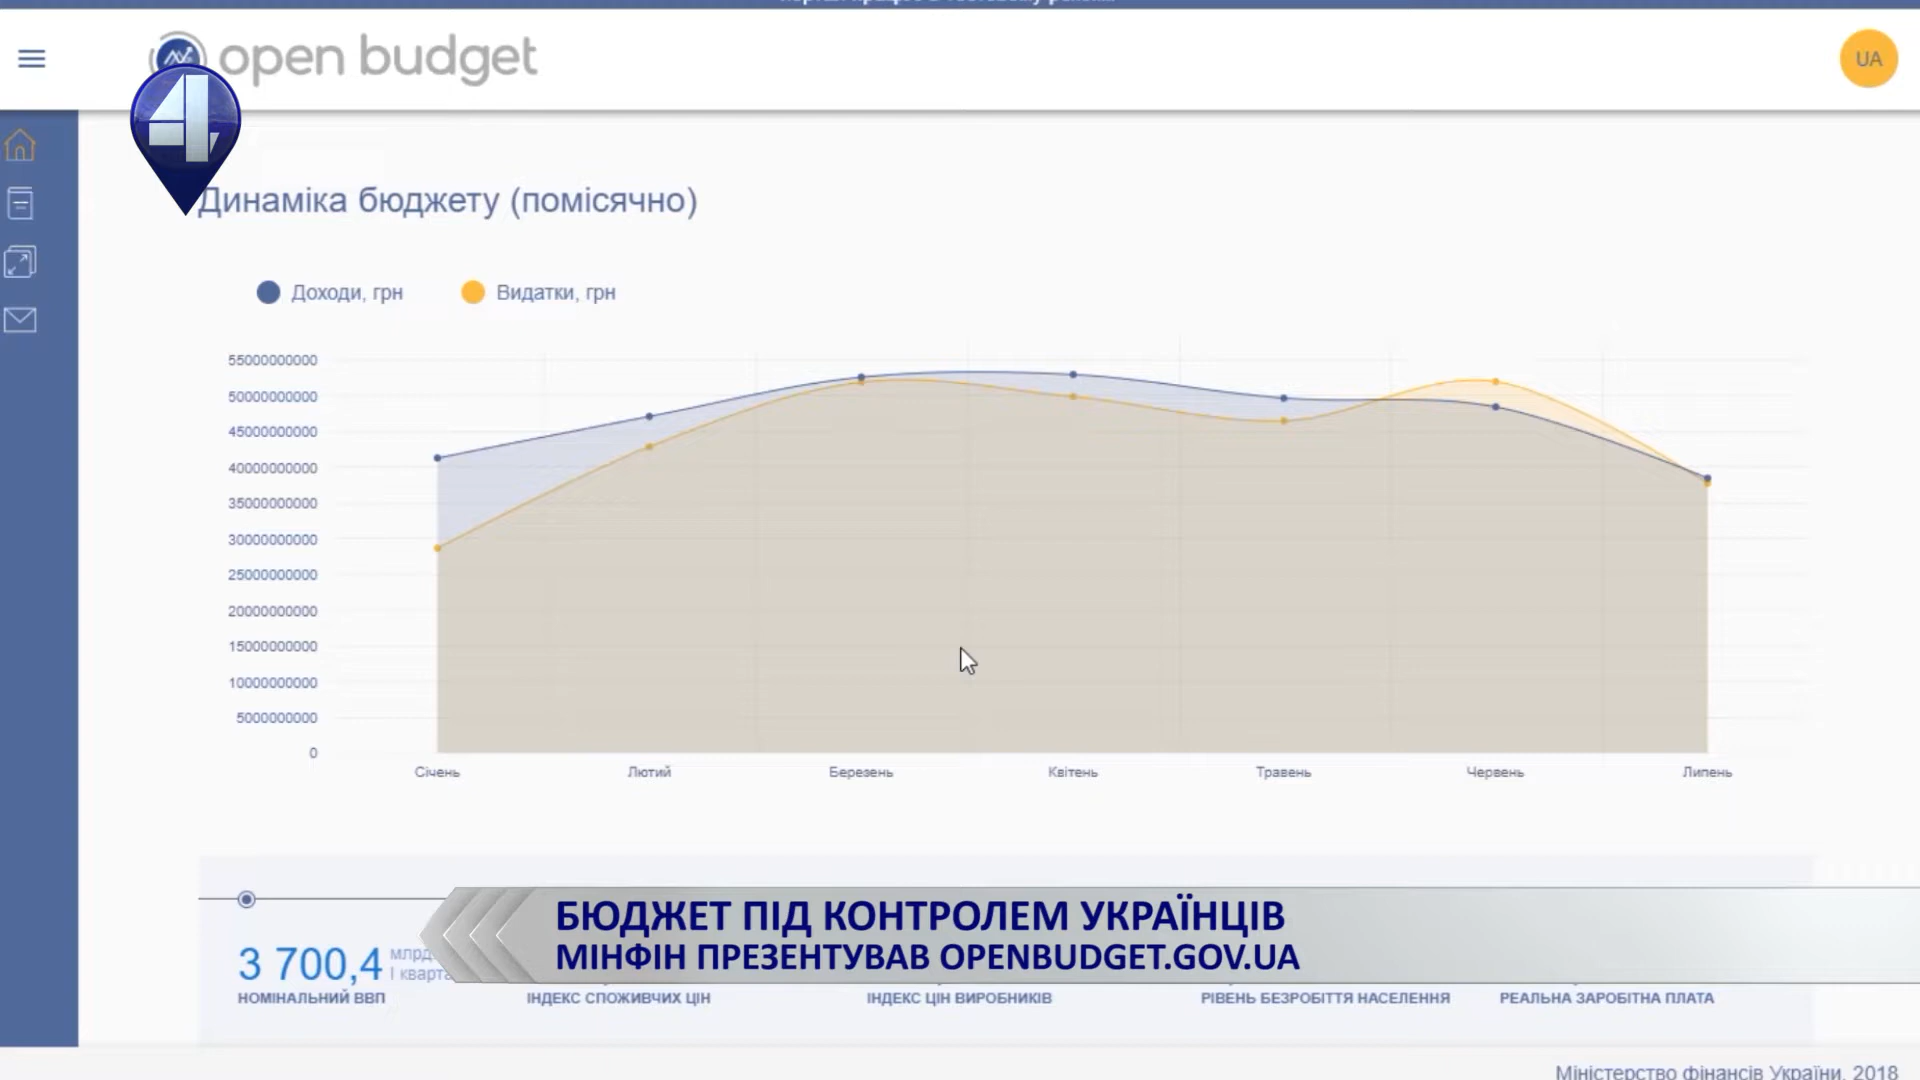 open budget
UA
4
Динаміка бюджету (помісячно)
Доходи, грн Видатки, грн
55000000000
50000000000
45000000000
40000000000
35000000000
30000000000
25000000000
20000000000
15000000000
10000000000
5000000000
0
Січень Лютий Березень Квітень Травень Червень Липень
БЮДЖЕТ ПІД КОНТРОЛЕМ УКРАЇНЦІВ
МІНФІН ПРЕЗЕНТУВАВ OPENBUDGET.GOV.UA
3 700,4
НОМІНАЛЬНИЙ ВВП ІНДЕКС СПОЖИВЧИХ ЦІН ІНДЕКС ЦІН ВИРОБНИКІВ РІВЕНЬ БЕЗРОБІТТЯ НАСЕЛЕННЯ РЕАЛЬНА ЗАРОБІТНА ПЛАТА
Міністерство фінансів України, 2018